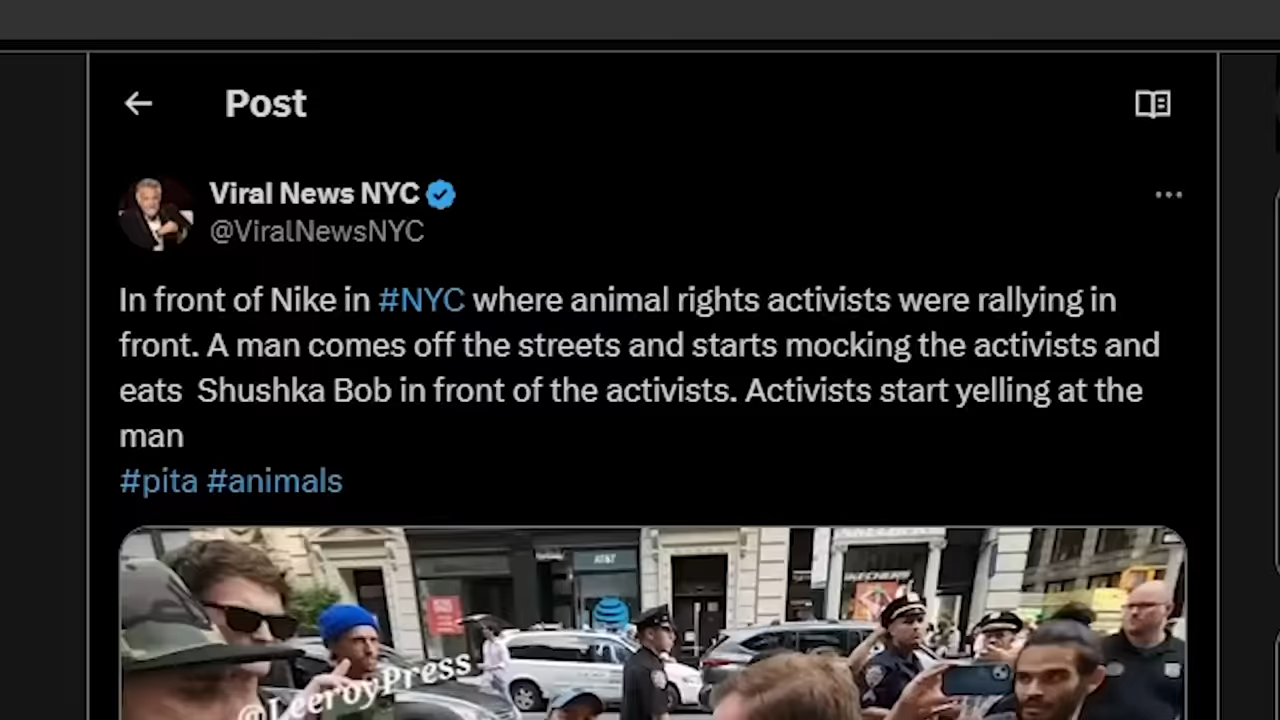 Post
Viral News NYC
@ViralNewsNYC
In front of Nike in #NYC where animal rights activists were rallying in
front. A man comes off the streets and starts mocking the activists and
eats  Shushka Bob in front of the activists. Activists start yelling at the
man
#pita #animals
AT&T
SKECHERS
@LeeroyPress